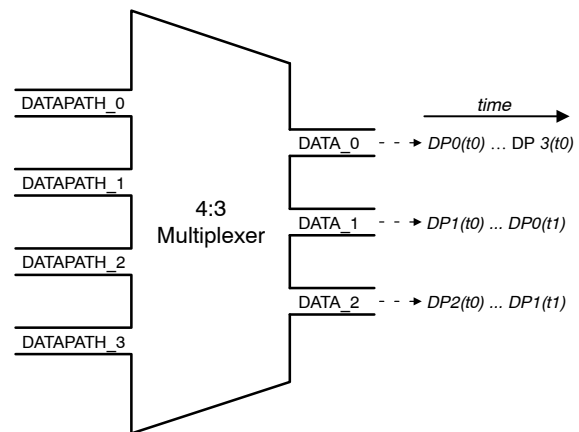 DATAPATH_0
DATAPATH_1
DATAPATH_2
DATAPATH_3
4:3
Multiplexer
DATA_0
DATA_1
DATA_2
time
DP0(t0) ... DP 3(t0)
DP1(t0) ... DP0(t1)
DP2(t0) ... DP1(t1)